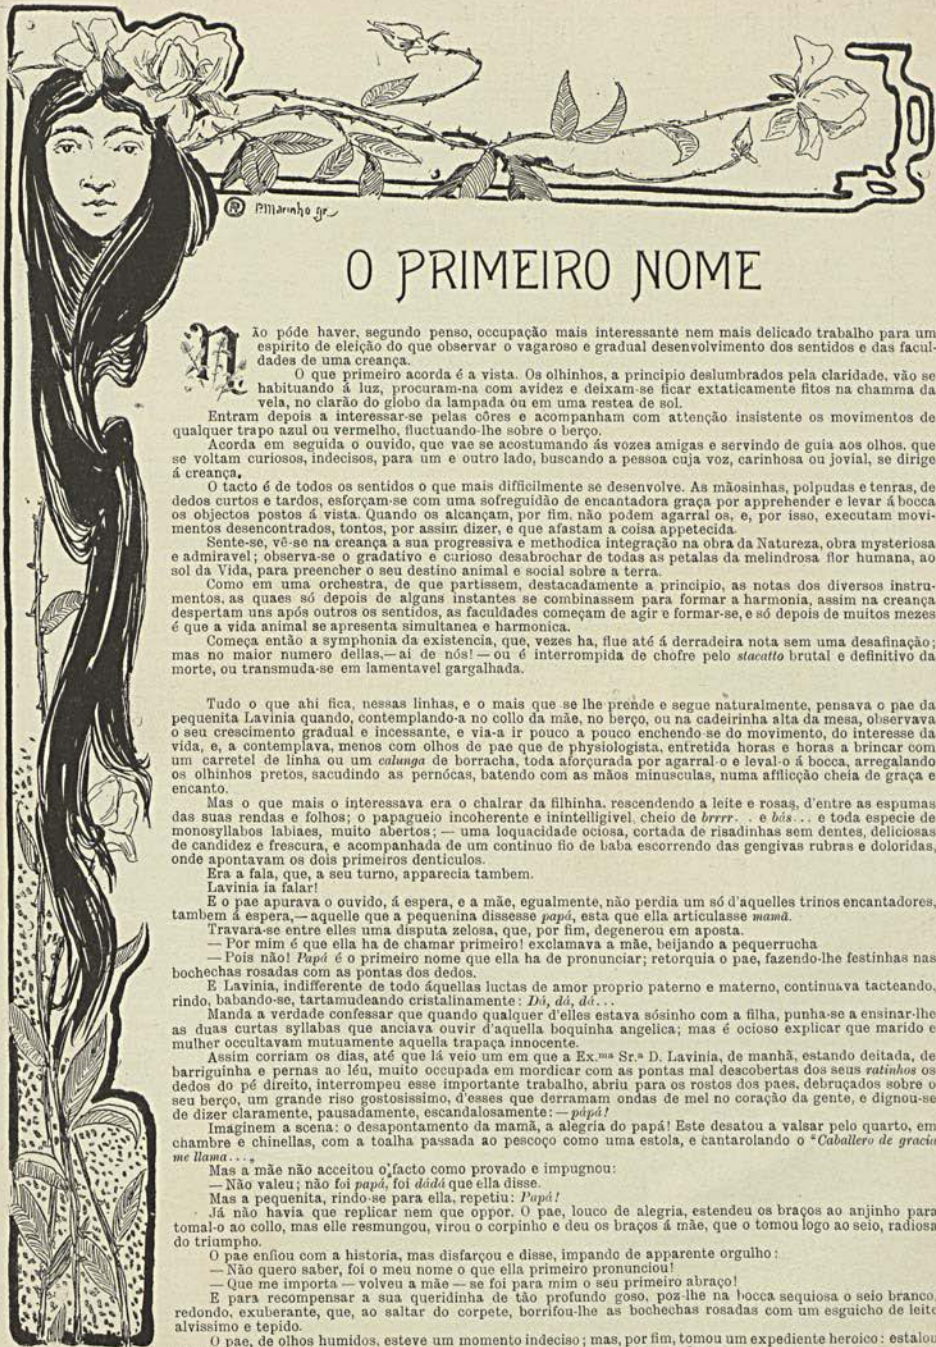 P. Marinho gr.
O PRIMEIRO NOME
Não póde haver, segundo penso, occupação mais interessante nem mais delicado trabalho para um
espirito de eleição do que observar o vagaroso e gradual desenvolvimento dos sentidos e das facul-
dades de uma creança.
O que primeiro acorda é a vista. Os olhinhos, a principio deslumbrados pela claridade, vão se
habituando á luz, procuram-na com avidez e deixam-se ficar extaticamente fitos na chamma da
vela, no clarão do globo da lampada ou em uma restea de sol.
Entram depois a interessar-se pelas côres e acompanham com attenção insistente os movimentos de
qualquer trapo azul ou vermelho, fluctuando-lhe sobre o berço.
Acorda em seguida o ouvido, que vae se acostumando ás vozes amigas e servindo de guia aos olhos, que
se voltam curiosos, indecisos, para um e outro lado, buscando a pessoa cuja voz, carinhosa ou jovial, se dirige
á creança.
O tacto é de todos os sentidos o que mais difficilmente se desenvolve. As mãosinhas, polpudas e tenras, de
dedos curtos e tardos, esforçam-se com uma sofreguidão de encantadora graça por apprehender e levar á bocca
os objectos postos á vista. Quando os alcançam, por fim, não podem agarral os, e, por isso, executam movi-
mentos desencontrados, tontos, por assim dizer, e que afastam a coisa appetecida.
Sente-se, vê-se na creança a sua progressiva e methodica integração na obra da Natureza, obra mysteriosa
e admiravel; observa-se o gradativo e curioso desabrochar de todas as petalas da melindrosa flor humana, ao
sol da Vida, para preencher o seu destino animal e social sobre a terra.
Como em uma orchestra, de que partissem, destacadamente a principio, as notas dos diversos instru-
mentos, as quaes só depois de alguns instantes se combinassem para formar a harmonia, assim na creança
despertam uns após outros os sentidos, as faculdades começam de agir e formar-se, e só depois de muitos mezes
é que a vida animal se apresenta simultanea e harmonica.
Começa então a symphonia da existencia, que, vezes ha, flue até á derradeira nota sem uma desafinação;
mas no maior numero dellas,— ai de nós! — ou é interrompida de chofre pelo stacatto brutal e definitivo da
morte, ou transmuda-se em lamentavel gargalhada.
Tudo o que ahi fica, nessas linhas, e o mais que se lhe prende e segue naturalmente, pensava o pae da
pequenita Lavinia quando, contemplando-a no collo da mãe, no berço, ou na cadeirinha alta da mesa, observava
o seu crescimento gradual e incessante, e via-a ir pouco a pouco enchendo-se do movimento, do interesse da
vida, e, a contemplava, menos com olhos de pae que de physiologista, entretida horas e horas a brincar com
um carretel de linha ou um calunga de borracha, toda aforçurada por agarral-o e leval-o á bocca, arregalando
os olhinhos pretos, sacudindo as pernócas, batendo com as mãos minusculas, numa afflicção cheia de graça e
encanto.
Mas o que mais o interessava era o chalrar da filhinha, rescendendo a leite e rosas, d'entre as espumas
das suas rendas e folhos; o papagueio incoherente e inintelligivel, cheio de brrrr. . e bás... e toda especie de
monosyllabos labiaes, muito abertos; — uma loquacidade ociosa, cortada de risadinhas sem dentes, deliciosas
de candidez e frescura, e acompanhada de um continuo fio de baba escorrendo das gengivas rubras e doloridas,
onde apontavam os dois primeiros denticulos.
Era a fala, que, a seu turno, apparecia tambem.
Lavinia ia falar!
E o pae apurava o ouvido, á espera, e a mãe, egualmente, não perdia um só d'aquelles trinos encantadores,
tambem á espera,— aquelle que a pequenina dissesse papá, esta que ella articulasse mamã.
Travara-se entre elles uma disputa zelosa, que, por fim, degenerou em aposta.
— Por mim é que ella ha de chamar primeiro! exclamava a mãe, beijando a pequerrucha
— Pois não! Papá é o primeiro nome que ella ha de pronunciar; retorquia o pae, fazendo-lhe festinhas nas
bochechas rosadas com as pontas dos dedos.
E Lavinia, indifferente de todo áquellas luctas de amor proprio paterno e materno, continuava tacteando,
rindo, babando-se, tartamudeando cristalinamente: Dá, dá, dá...
Manda a verdade confessar que quando qualquer d'elles estava sósinho com a filha, punha-se a ensinar-lhe
as duas curtas syllabas que anciava ouvir d'aquella boquinha angelica; mas é ocioso explicar que marido e
mulher occultavam mutuamente aquella trapaça innocente.
Assim corriam os dias, até que lá veio um em que a Ex.ma Sr.a D. Lavinia, de manhã, estando deitada, de
barriguinha e pernas ao léu, muito occupada em mordicar com as pontas mal descobertas dos seus ratinhos os
dedos do pé direito, interrompeu esse importante trabalho, abriu para os rostos dos paes, debruçados sobre o
seu berço, um grande riso gostosissimo, d'esses que derramam ondas de mel no coração da gente, e dignou-se
de dizer claramente, pausadamente, escandalosamente: — pápá!
Imaginem a scena: o desapontamento da mamã, a alegria do papá! Este desatou a valsar pelo quarto, em
chambre e chinellas, com a toalha passada ao pescoço como uma estola, e cantarolando o “Caballero de gracia
me llama...„
Mas a mãe não acceitou o facto como provado e impugnou:
— Não valeu; não foi papá, foi dádá que ella disse.
Mas a pequenita, rindo-se para ella, repetiu: Papá!
Já não havia que replicar nem que oppor. O pae, louco de alegria, estendeu os braços ao anjinho para
tomal-o ao collo, mas elle resmungou, virou o corpinho e deu os braços á mãe, que o tomou logo ao seio, radiosa
do triumpho.
O pae enfiou com a historia, mas disfarçou e disse, impando de apparente orgulho:
— Não quero saber, foi o meu nome o que ella primeiro pronunciou!
— Que me importa — volveu a mãe — se foi para mim o seu primeiro abraço!
E para recompensar a sua queridinha de tão profundo goso, poz-lhe na bocca sequiosa o seio branco,
redondo, exuberante, que, ao saltar do corpete, borrifou-lhe as bochechas rosadas com um esguicho de leite
alvissimo e tepido.
O pae, de olhos humidos, esteve um momento indeciso; mas, por fim, tomou um expediente heroico: estalou